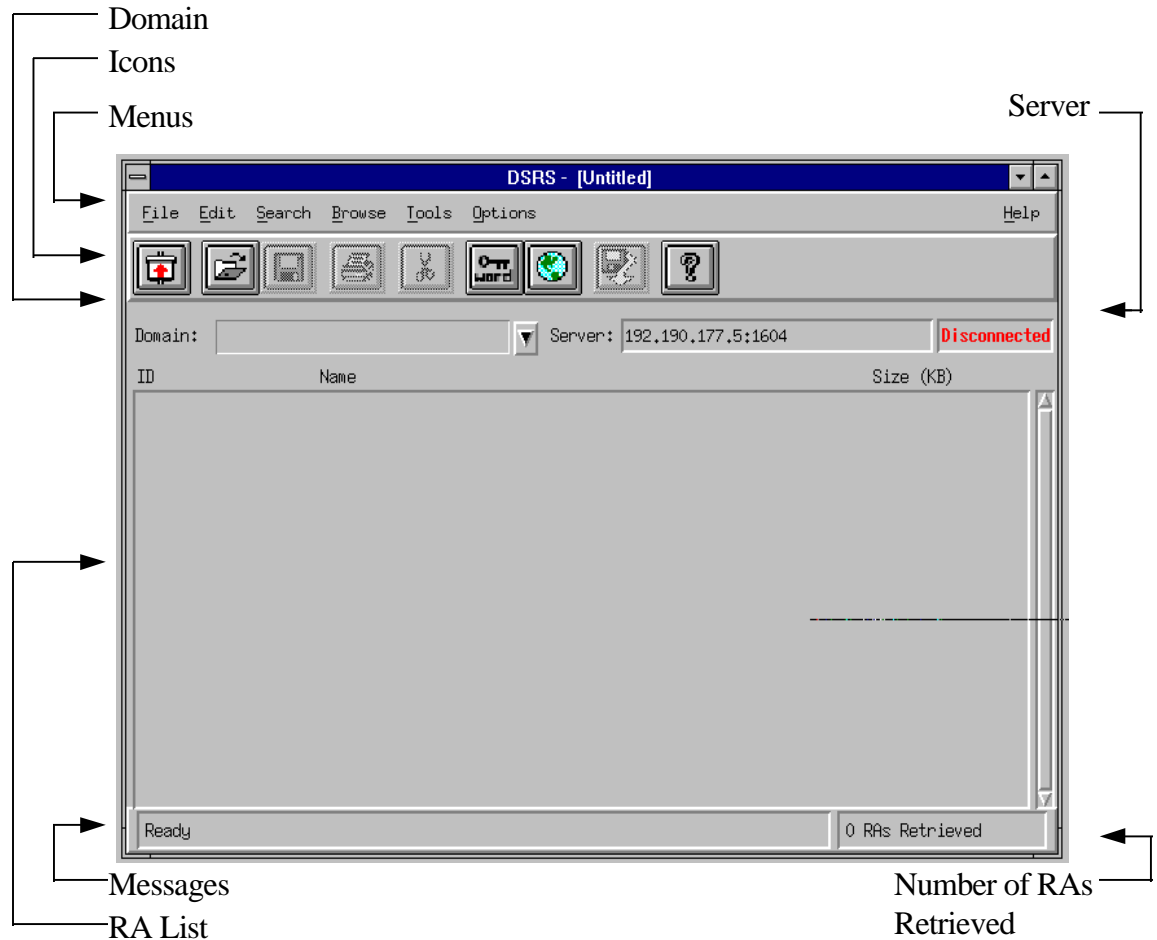 Domain
Icons
Menus
Server
DSRS - [Untitled]
File Edit Search Browse Tools Options Help
word
Domain: Server: 192.190.177.5:1604 Disconnected
ID Name Size (KB)
Ready 0 RAs Retrieved
Messages
RA List
Number of RAs
Retrieved